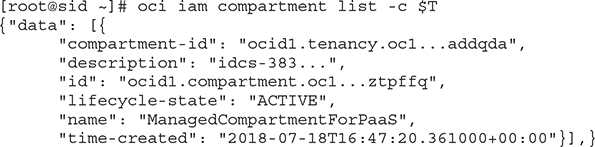 [root@sid ~]# oci iam compartment list -c $T
{"data": [{
"compartment-id": "ocid1.tenancy.oc1...addqda",
"description": "idcs-383...",
"id": "ocid1.compartment.oc1...ztpffq",
"lifecycle-state": "ACTIVE",
"name": "ManagedCompartmentForPaaS",
"time-created": "2018-07-18T16:47:20.361000+00:00"}],}